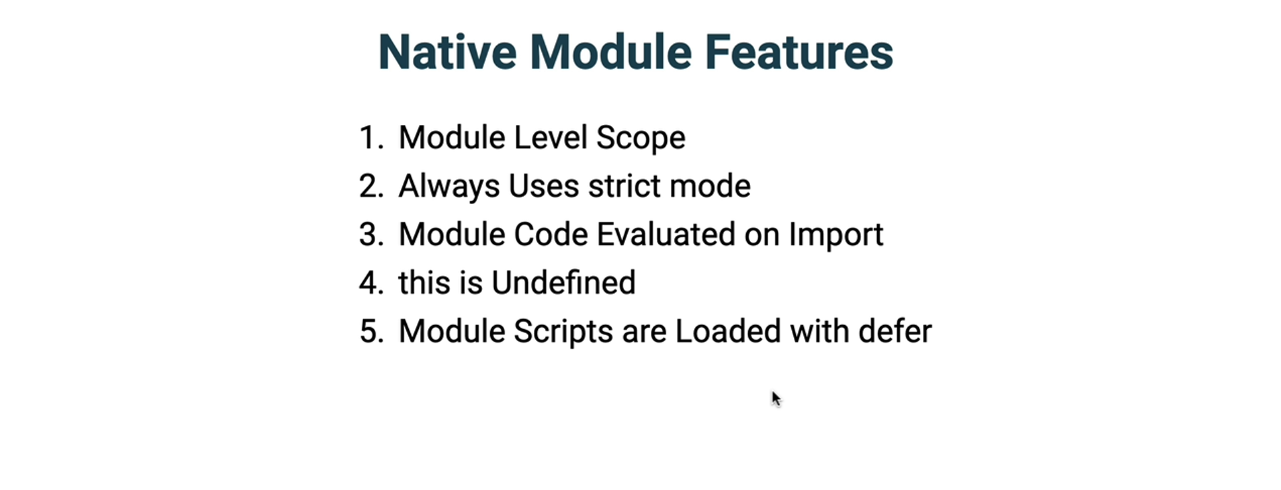 Native Module Features
1. Module Level Scope
2. Always Uses strict mode
3. Module Code Evaluated on Import
4. this is Undefined
5. Module Scripts are Loaded with defer